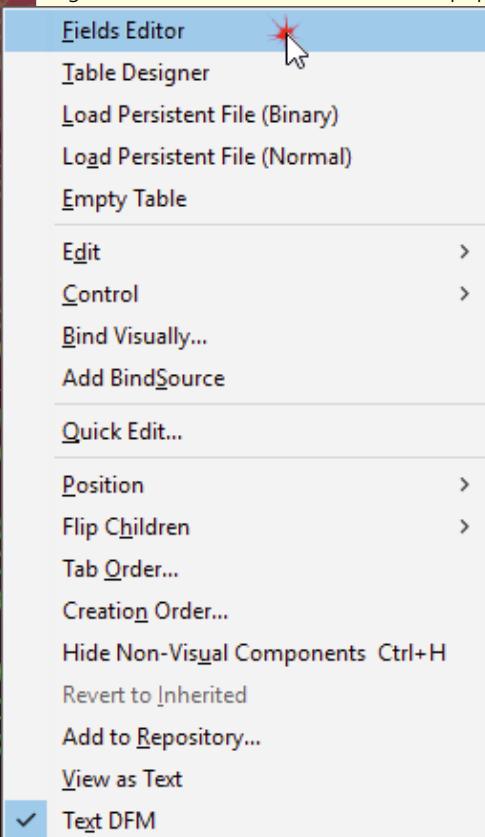 Fields Editor
Table Designer
Load Persistent File (Binary)
Load Persistent File (Normal)
Empty Table
Edit
Control
Bind Visually...
Add BindSource
Quick Edit...
Position
Flip Children
Tab Order...
Creation Order...
Hide Non-Visual Components Ctrl+H
Revert to Inherited
Add to Repository...
View as Text
Text DFM